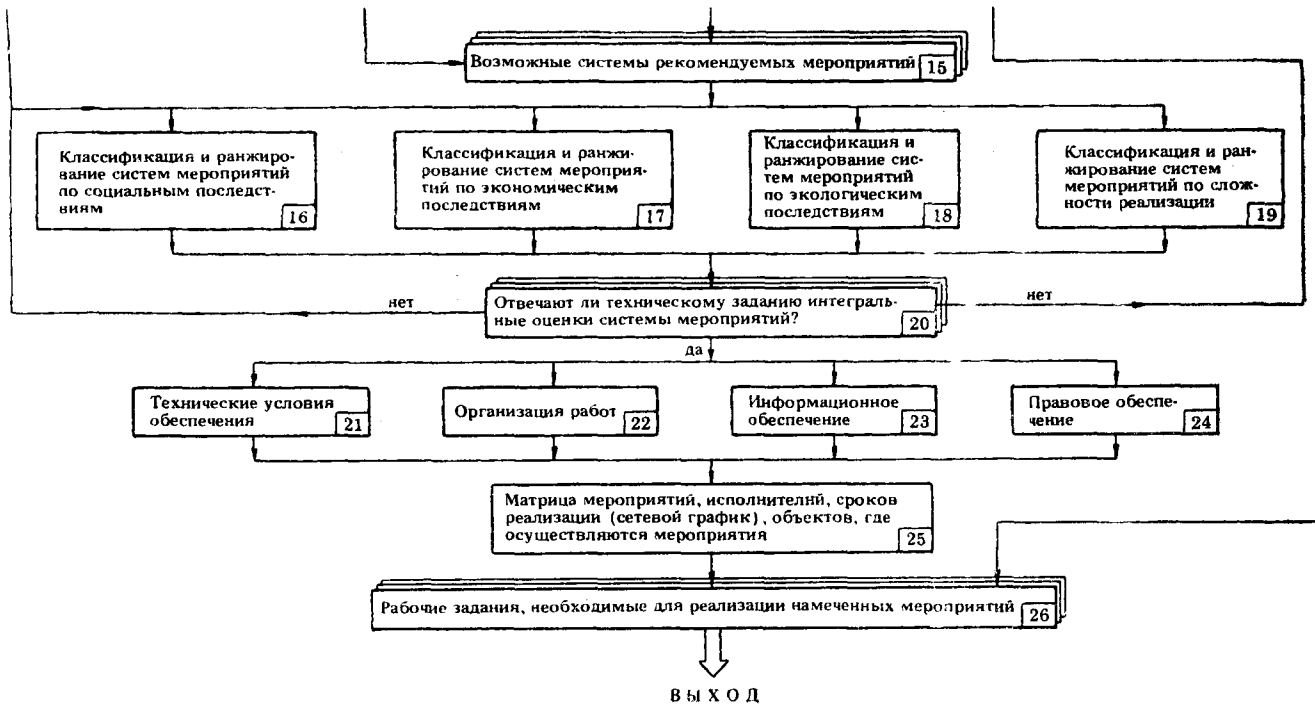 Возможные системы рекомендуемых мероприятий 15
Классификация и ранжиро-
вание систем мероприятий
по социальным последст-
виям 16
Классификация и ранжи-
рование систем мероприя-
тий по экономическим
последствиям 17
Классификация и
ранжирование сис-
тем мероприятий
по экологическим
последствиям 18
Классификация и ран-
жирование систем
мероприятий по слож-
ности реализации 19
нет
Отвечают ли техническому заданию интеграль-
ные оценки системы мероприятий? 20
нет
да
Технические условия
обеспечения 21
Организация работ 22
Информационное
обеспечение 23
Правовое обеспе-
чение 24
Матрица мероприятий, исполнителнй, сроков
реализации (сетевой график), объектов, где
осуществляются мероприятия 25
Рабочие задания, необходимые для реализации намеченных мероприятий 26
ВЫХОД